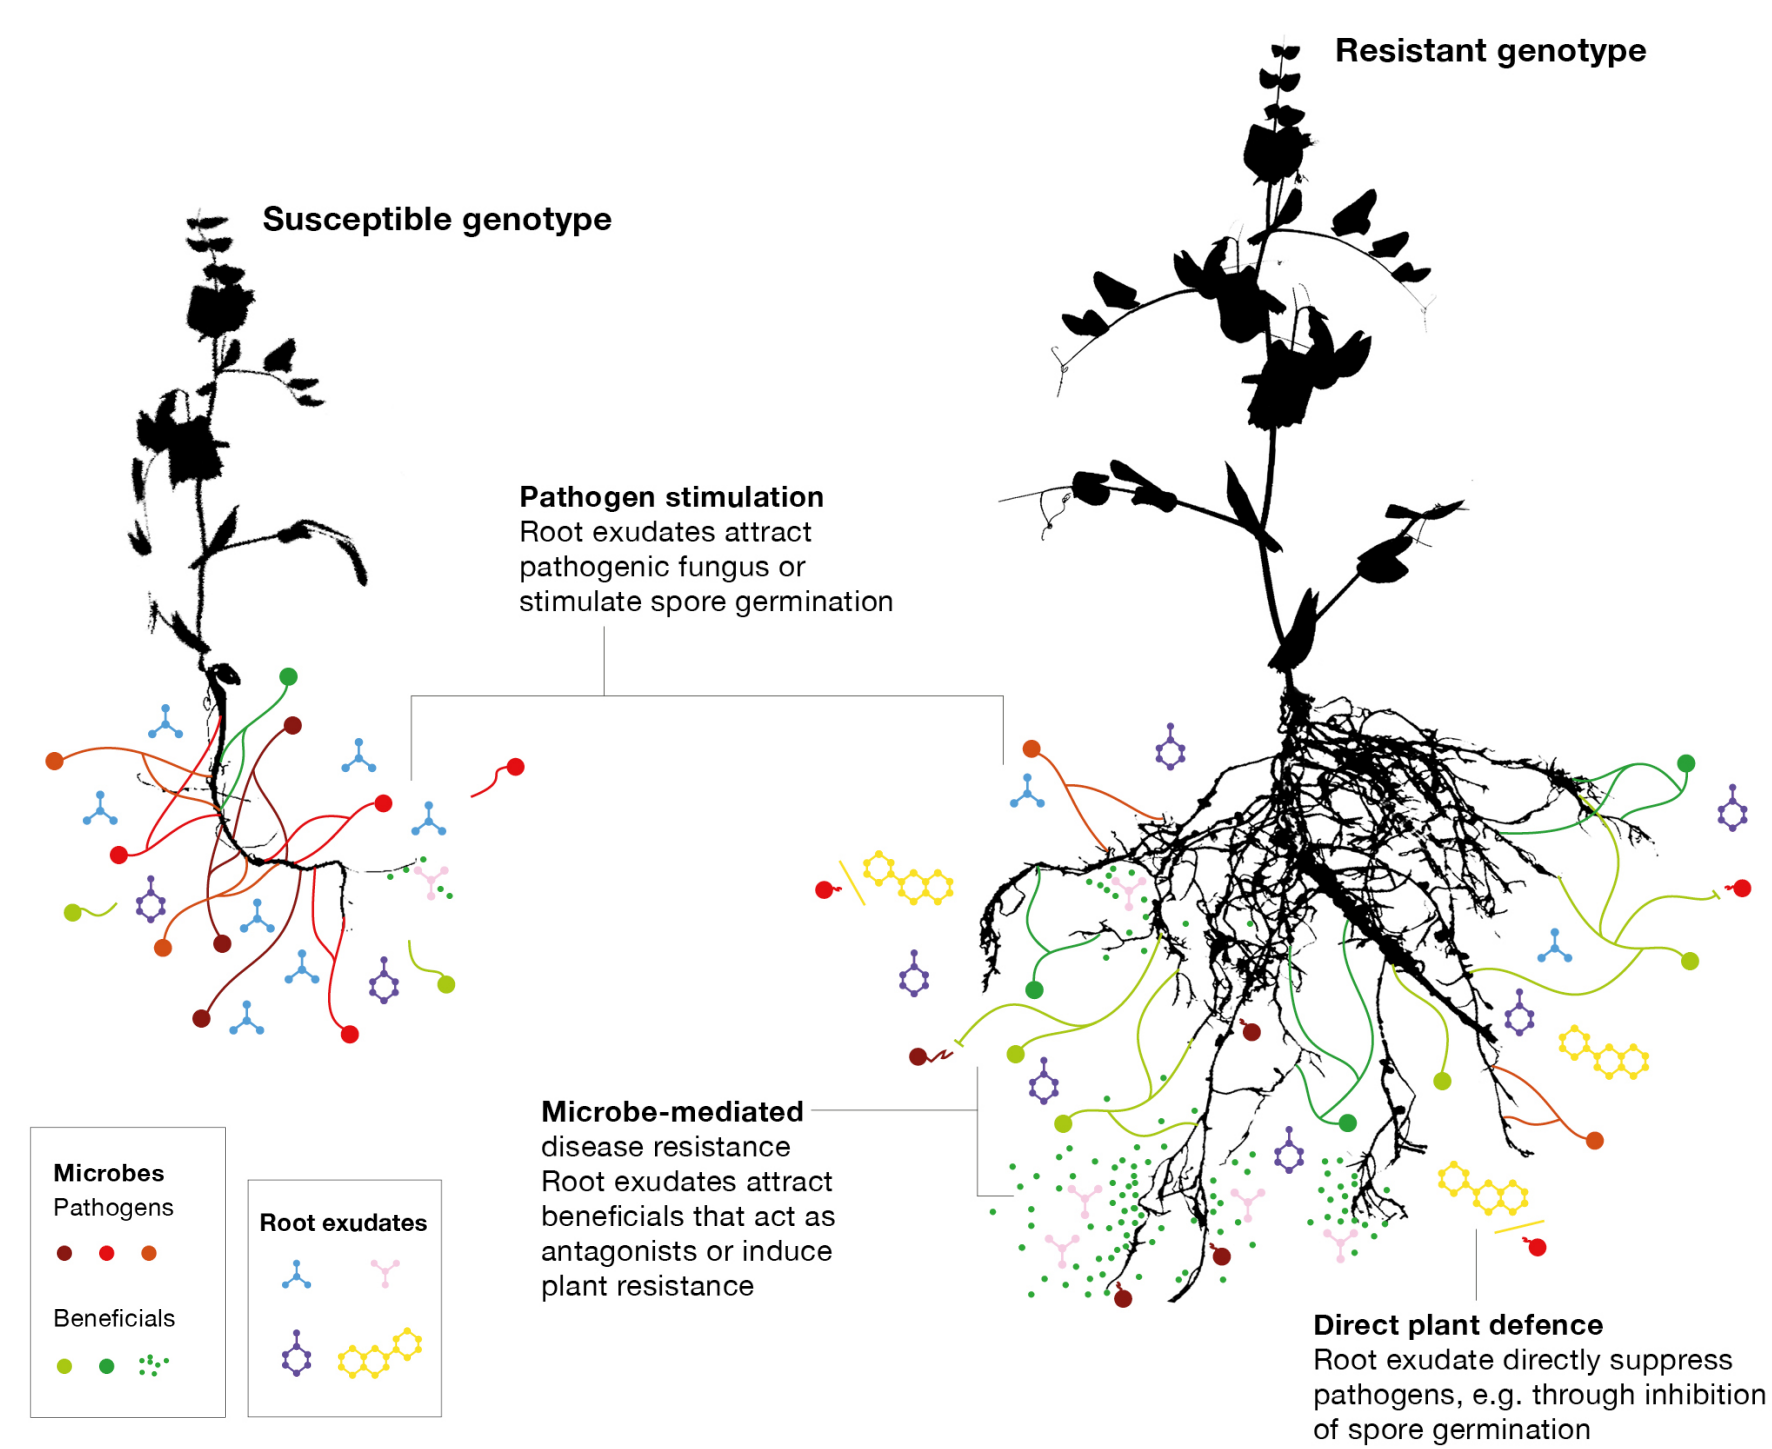 Resistant genotype
Susceptible genotype
Pathogen stimulation
Root exudates attract
pathogenic fungus or
stimulate spore germination
Microbe-mediated
disease resistance
Root exudates attract
beneficials that act as
antagonists or induce
plant resistance
Microbes
Pathogens
Beneficials
Root exudates
Direct plant defence
Root exudate directly suppress
pathogens, e.g. through inhibition
of spore germination